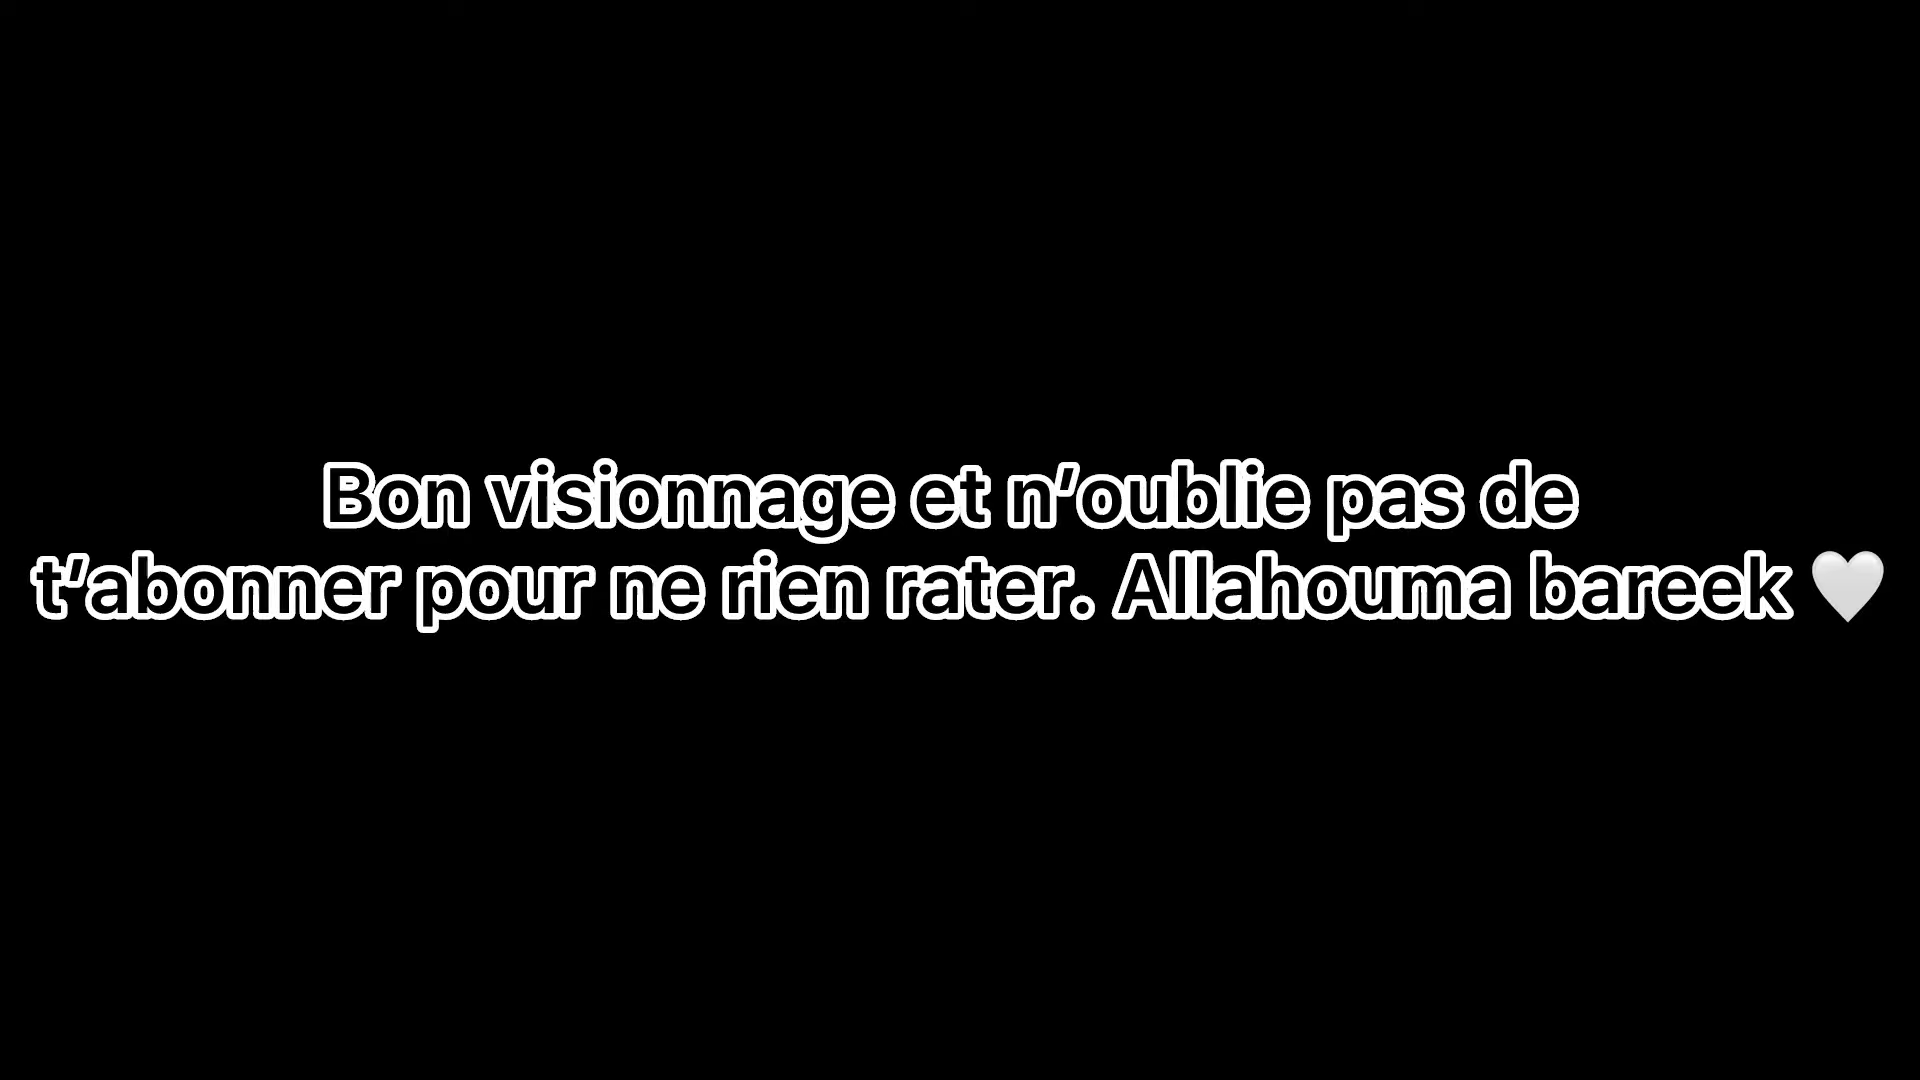 Bon visionnage et n’oublie pas de
t’abonner pour ne rien rater. Allahouma bareek 🤍